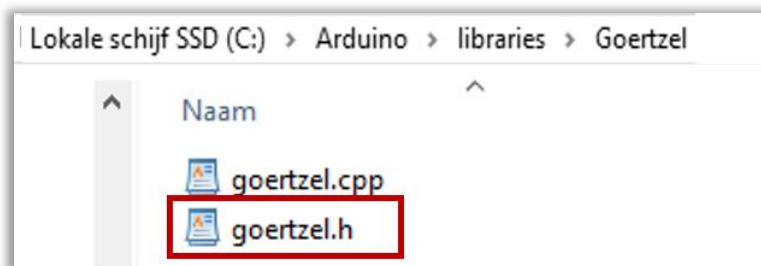 Lokale schijf SSD (C:) > Arduino > libraries > Goertzel
Naam
goertzel.cpp
goertzel.h